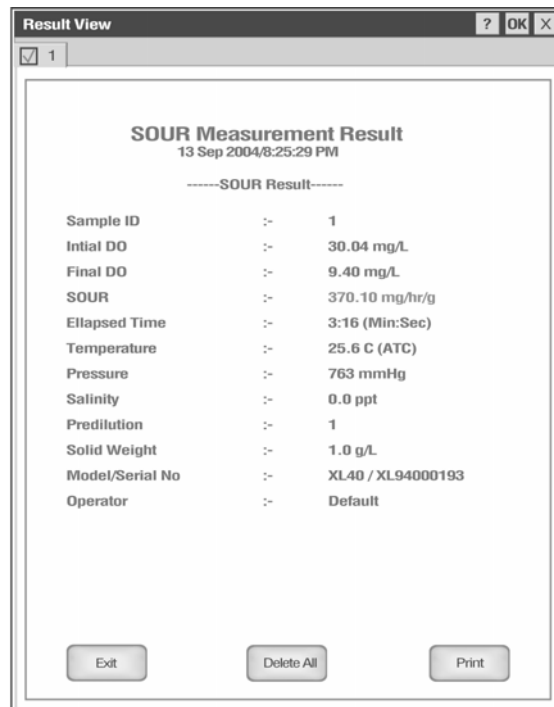 Result View ? OK X
1
SOUR Measurement Result
13 Sep 2004/8:25:29 PM
------SOUR Result------
Sample ID :- 1
Intial DO :- 30.04 mg/L
Final DO :- 9.40 mg/L
SOUR :- 370.10 mg/hr/g
Ellapsed Time :- 3:16 (Min:Sec)
Temperature :- 25.6 C (ATC)
Pressure :- 763 mmHg
Salinity :- 0.0 ppt
Predilution :- 1
Solid Weight :- 1.0 g/L
Model/Serial No :- XL40 / XL94000193
Operator :- Default
Exit Delete All Print